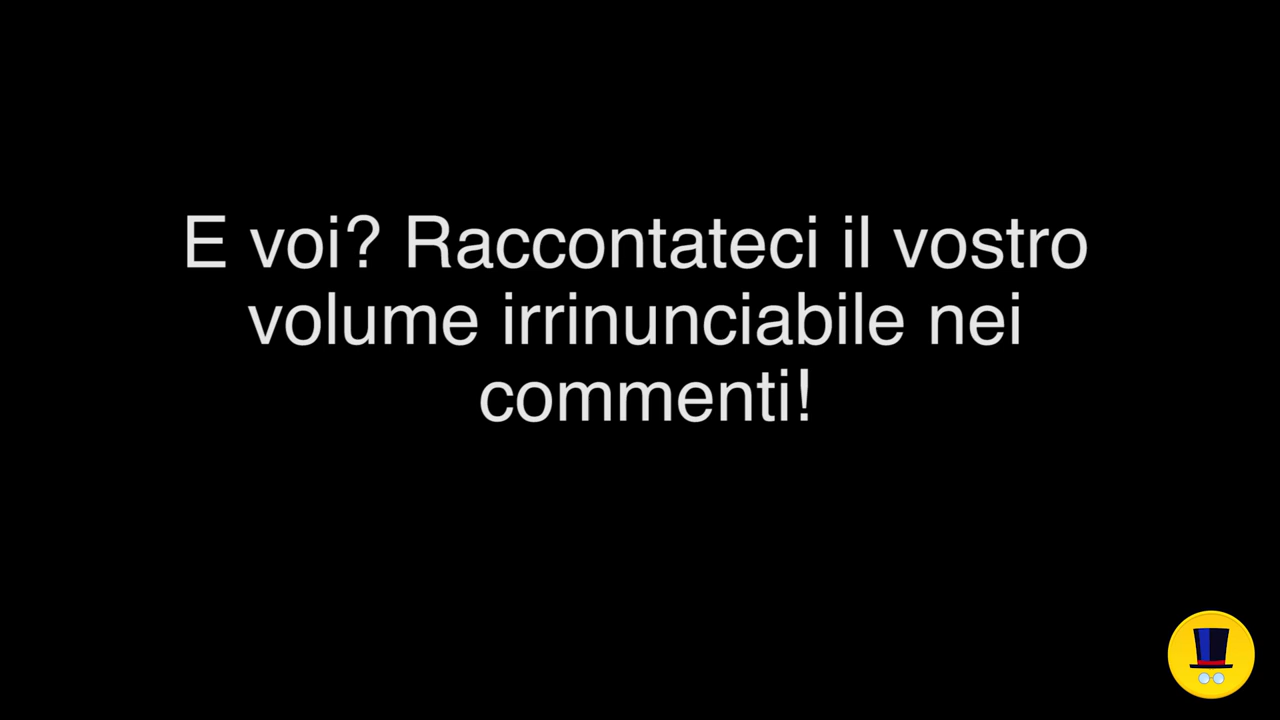 E voi? Raccontateci il vostro
volume irrinunciabile nei
commenti!